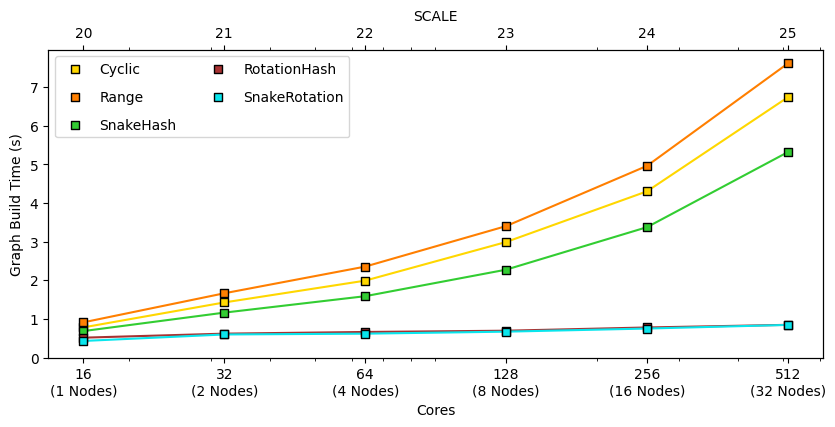 SCALE
20 21 22 23 24 25
Cyclic RotationHash
Range SnakeRotation
SnakeHash
Graph Build Time (s)
7
6
5
4
3
2
1
0
16 32 64 128 256 512
(1 Nodes) (2 Nodes) (4 Nodes) (8 Nodes) (16 Nodes) (32 Nodes)
Cores